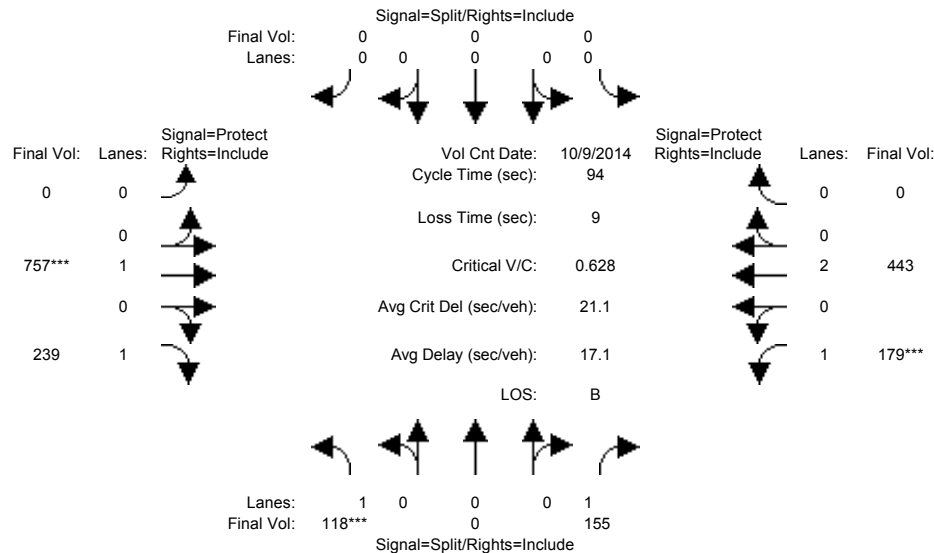 Signal=Split/Rights=Include
Final Vol: 0 0 0
Lanes: 0 0 0 0 0
Signal=Protect Signal=Protect
Final Vol: Lanes: Rights=Include Vol Cnt Date: 10/9/2014 Rights=Include Lanes: Final Vol:
Cycle Time (sec): 94
0 0 0 0
Loss Time (sec): 9
0 0
757*** 1 Critical V/C: 0.628 2 443
0 Avg Crit Del (sec/veh): 21.1 0
239 1 Avg Delay (sec/veh): 17.1 1 179***
LOS: B
Lanes: 1 0 0 0 1
Final Vol: 118*** 0 155
Signal=Split/Rights=Include